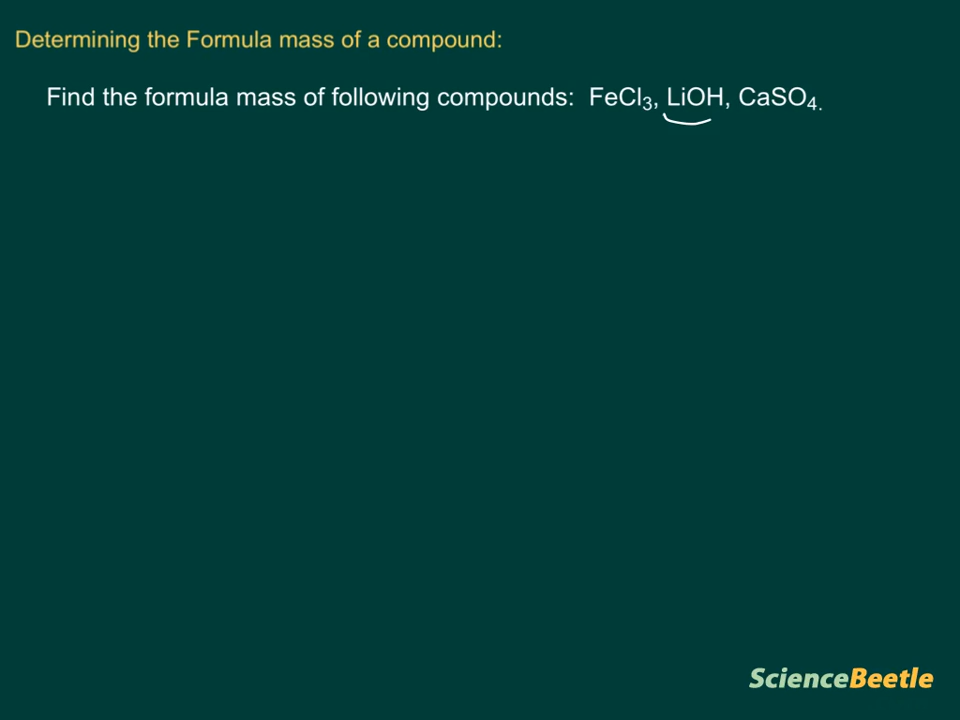 Determining the Formula mass of a compound:
Find the formula mass of following compounds: FeCl₃, LiOH, CaSO₄.
ScienceBeetle